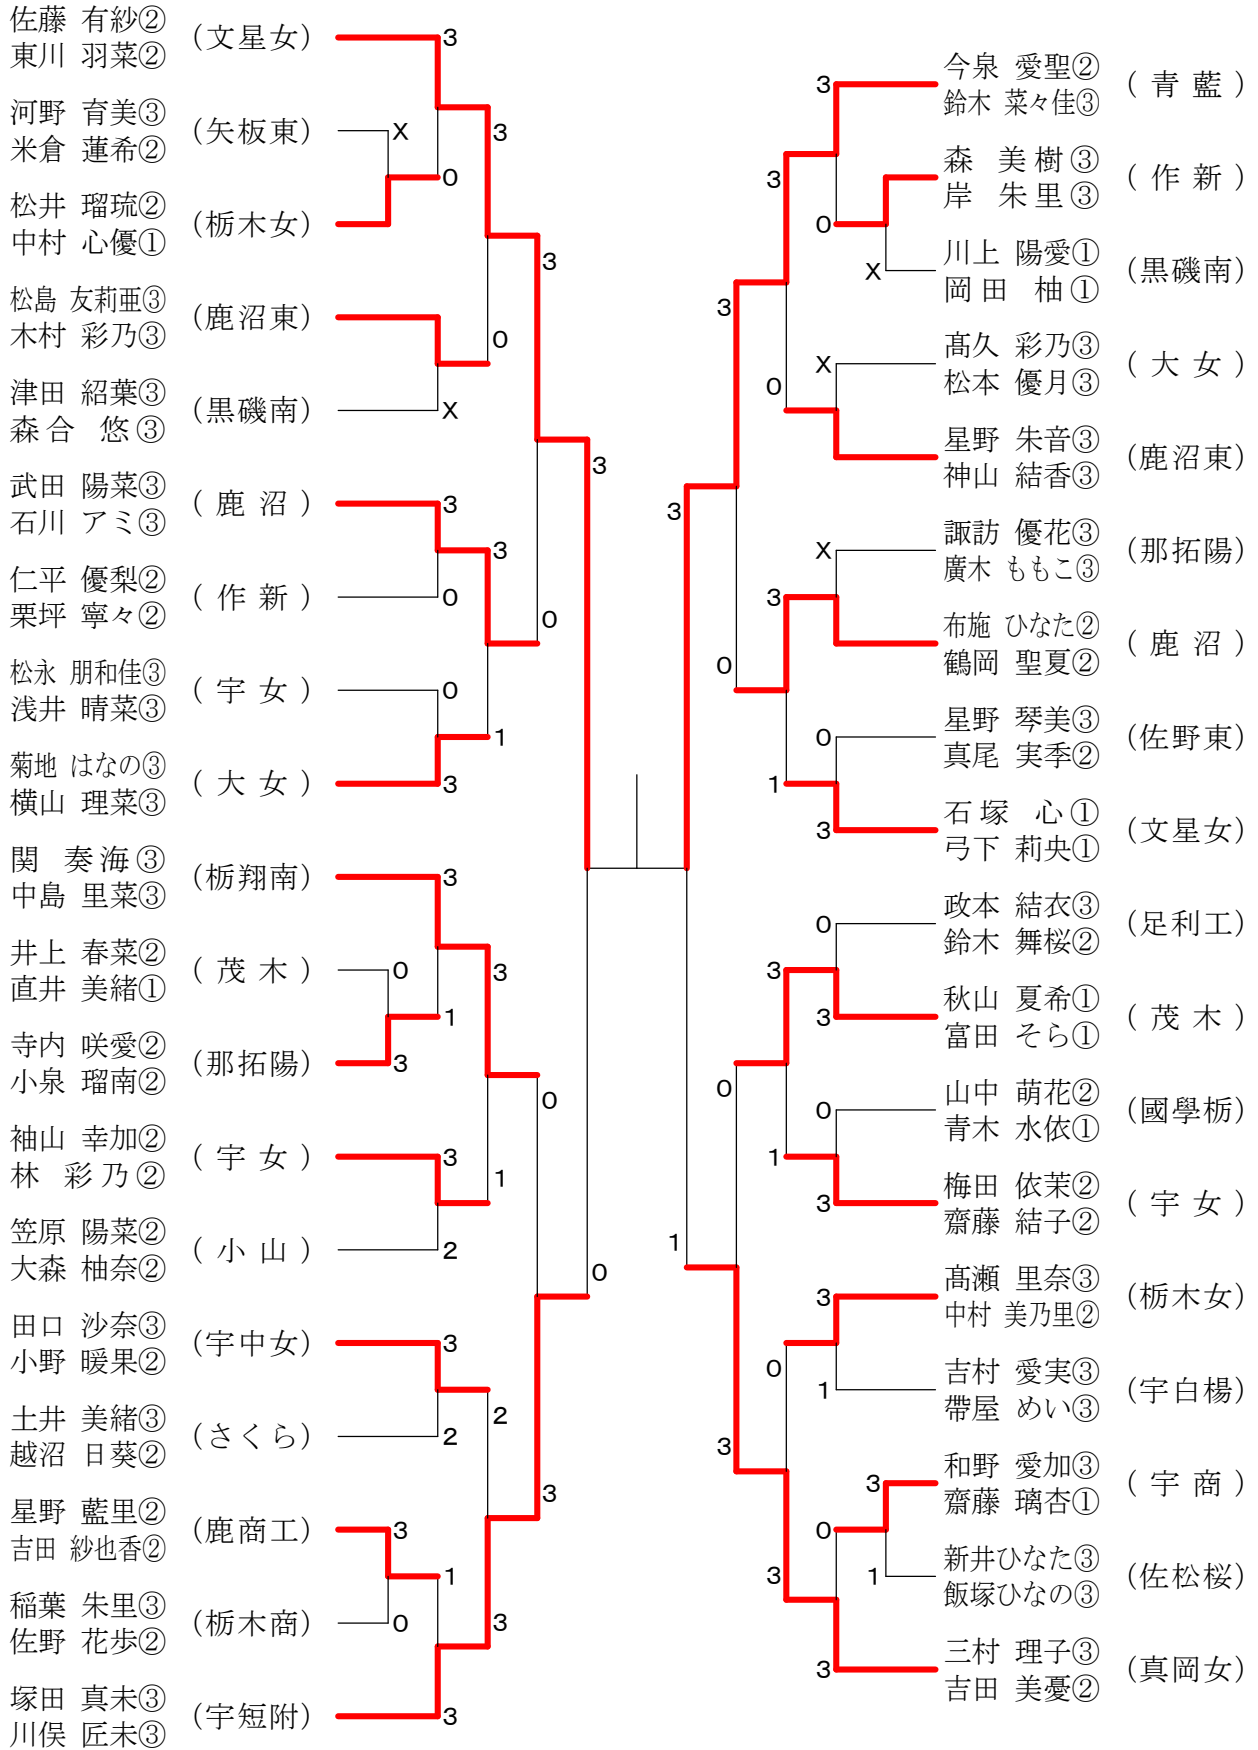 佐藤 有紗②
東川 羽菜②
(文星女)
3
河野 育美③
米倉 蓮希②
(矢板東)
X
0
松井 瑠琉②
中村 心優①
(栃木女)
3
松島 友莉亜③
木村 彩乃③
(鹿沼東)
0
津田 紹葉③
森合 悠③
(黒磯南)
X
3
武田 陽菜③
石川 アミ③
(鹿沼)
3
3
仁平 優梨②
栗坪 寧々②
(作新)
0
0
松永 朋和佳③
浅井 晴菜③
(宇女)
0
1
菊地 はなの③
横山 理菜③
(大女)
3
3
関 奏海③
中島 里菜③
(栃翔南)
3
井上 春菜②
直井 美緒①
(茂木)
0
3
1
寺内 咲愛②
小泉 瑠南②
(那拓陽)
3
0
袖山 幸加②
林 彩乃②
(宇女)
3
1
笠原 陽菜②
大森 柚奈②
(小山)
2
0
田口 沙奈③
小野 暖果②
(宇中女)
3
2
土井 美緒③
越沼 日葵②
(さくら)
2
3
星野 藍里②
吉田 紗也香②
(鹿商工)
3
1
稲葉 朱里③
佐野 花歩②
(栃木商)
0
3
塚田 真未③
川俣 匠未③
(宇短附)
3
今泉 愛聖②
鈴木 菜々佳③
(青藍)
3
3
森 美樹③
岸 朱里③
(作新)
0
川上 陽愛①
岡田 柚①
(黒磯南)
X
3
髙久 彩乃③
松本 優月③
(大女)
X
0
星野 朱音③
神山 結香③
(鹿沼東)
3
諏訪 優花③
廣木 ももこ③
(那拓陽)
X
3
布施 ひなた②
鶴岡 聖夏②
(鹿沼)
0
星野 琴美③
真尾 実季②
(佐野東)
0
1
石塚 心①
弓下 莉央①
(文星女)
3
政本 結衣③
鈴木 舞桜②
(足利工)
0
3
秋山 夏希①
富田 そら①
(茂木)
3
0
山中 萌花②
青木 水依①
(國學栃)
0
1
梅田 依茉②
齋藤 結子②
(宇女)
3
1
髙瀬 里奈③
中村 美乃里②
(栃木女)
3
0
吉村 愛実③
帶屋 めい③
(宇白楊)
1
3
和野 愛加③
齋藤 璃杏①
(宇商)
3
0
新井ひなた③
飯塚ひなの③
(佐松桜)
1
3
三村 理子③
吉田 美憂②
(真岡女)
3